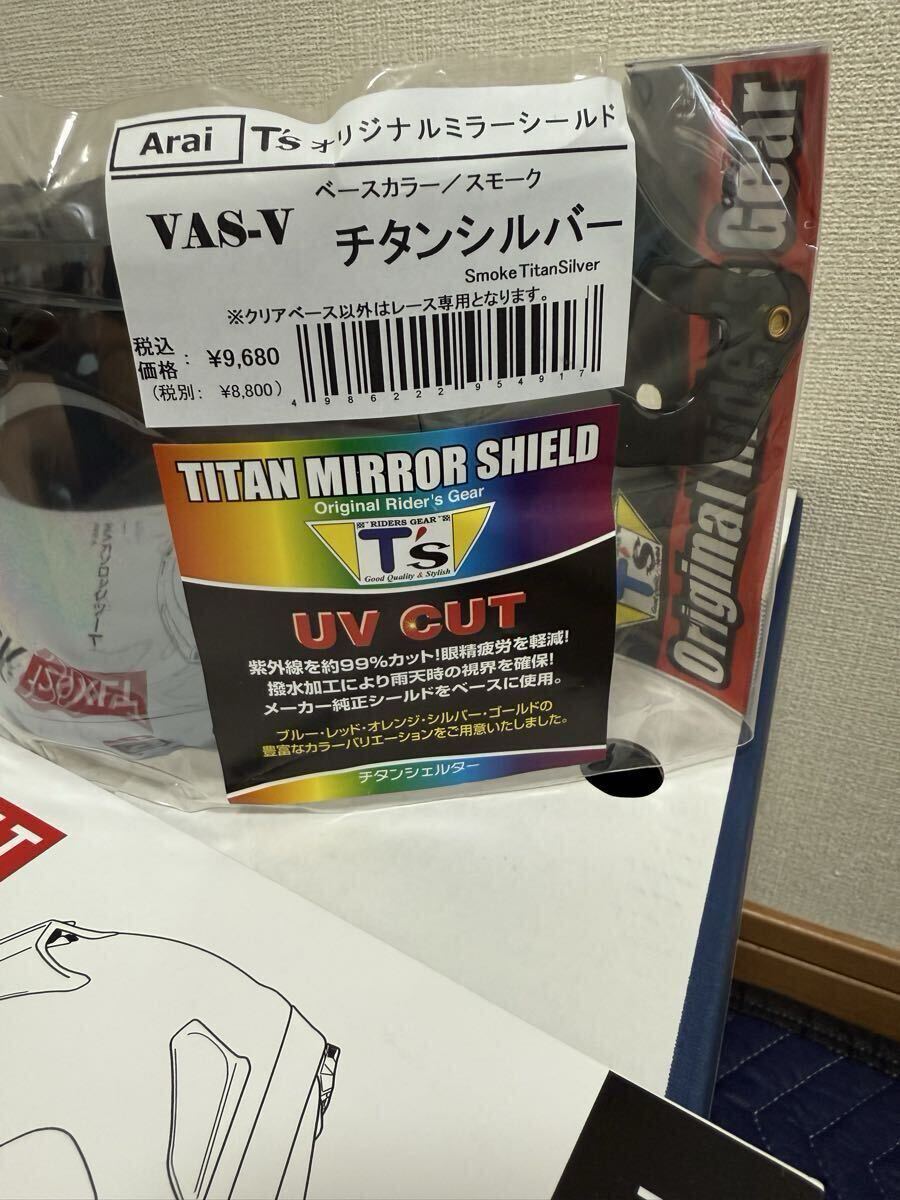 Arai T's オリジナルミラーシールド
ベースカラー／スモーク
VAS-V チタンシルバー
SmokeTitanSilver
※クリアベース以外はレース専用となります。
税込
価格： ¥9,680
（税別： ¥8,800）
4 986222 954917
TITAN MIRROR SHIELD
Original Rider's Gear
RIDERS GEAR
T's
Good Quality & Stylish
UV CUT
紫外線を約99%カット!眼精疲労を軽減!
撥水加工により雨天時の視界を確保!
メーカー純正シールドをベースに使用。
ブルー・レッド・オレンジ・シルバー・ゴールドの
豊富なカラーバリエーションをご用意いたしました。
チタンシェルター
Original Rider's Gear
T's